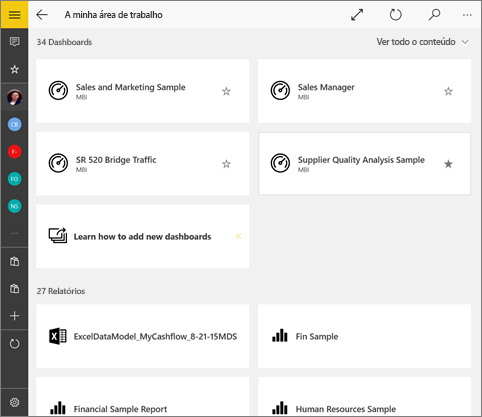 A minha área de trabalho
34 Dashboards
Ver todo o conteúdo
Sales and Marketing Sample
MBI
Sales Manager
MBI
CB
F-
SR 520 Bridge Traffic
MBI
Supplier Quality Analysis Sample
MBI
FO
NS
Learn how to add new dashboards
27 Relatórios
ExcelDataModel_MyCashflow_8-21-15MDS
Fin Sample
Financial Sample Report
Human Resources Sample